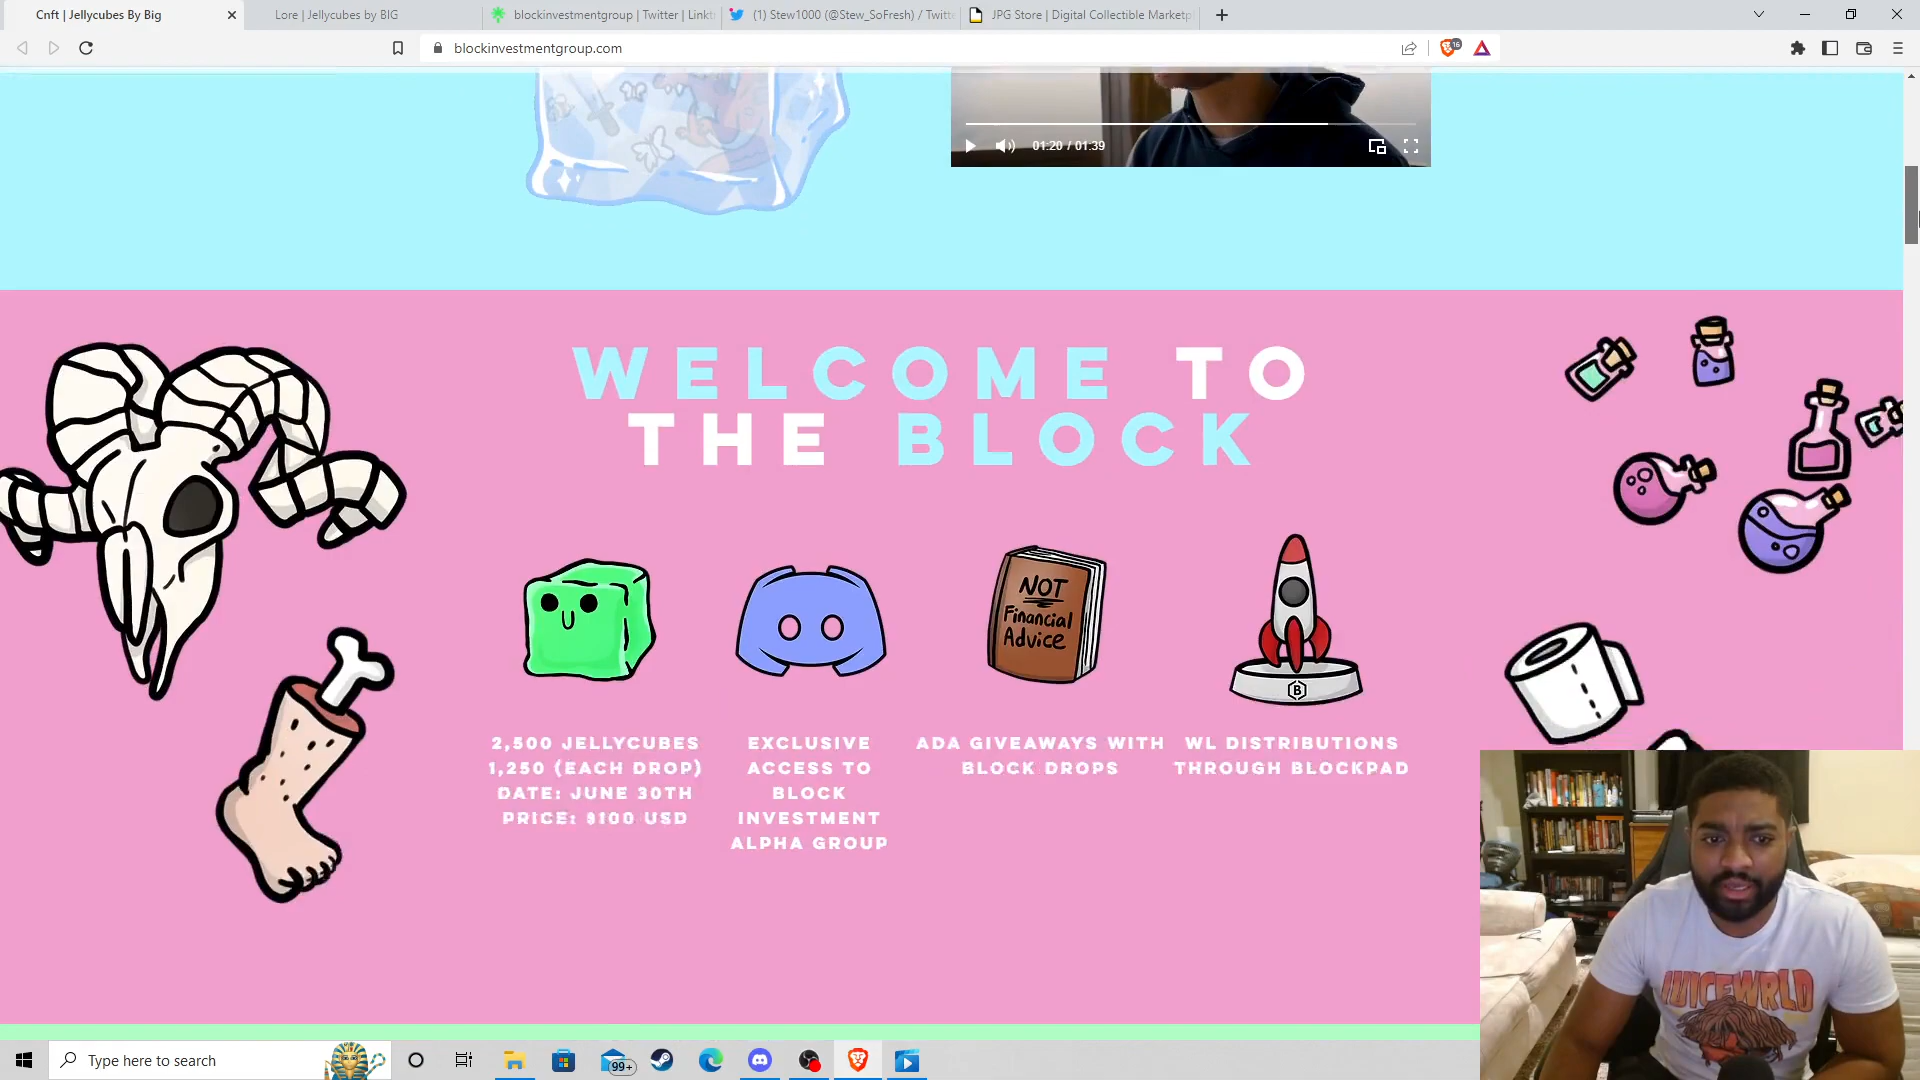 Cnft | Jellycubes By Big
Lore | Jellycubes by BIG
blockinvestmentgroup | Twitter | Linkt
(1) Stew1000 (@Stew_SoFresh) / Twitt
JPG Store | Digital Collectible Marketp
blockinvestmentgroup.com
16
01:20 / 01:39
WELCOME TO
THE BLOCK
NOT
Financial
Advice
B
2,500 JELLYCUBES
1,250 (EACH DROP)
DATE: JUNE 30TH
PRICE: $100 USD
EXCLUSIVE
ACCESS TO
BLOCK
INVESTMENT
ALPHA GROUP
ADA GIVEAWAYS WITH
BLOCK DROPS
WL DISTRIBUTIONS
THROUGH BLOCKPAD
JUICEWRLD
Type here to search
99+